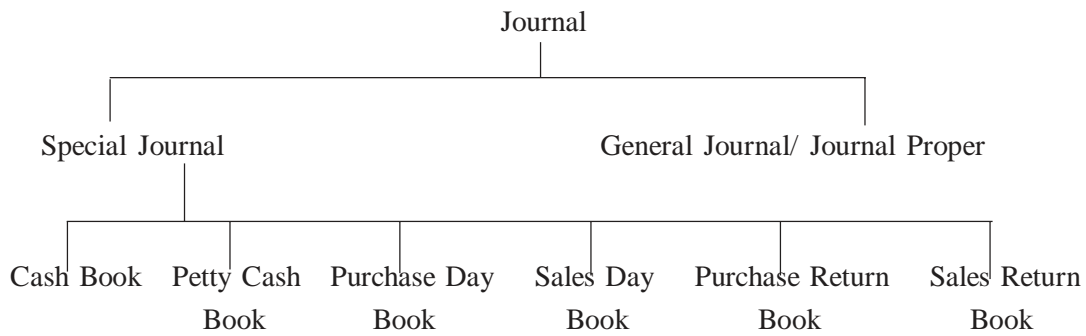 Journal
Special Journal
General Journal/ Journal Proper
Cash Book
Petty Cash
Book
Purchase Day
Book
Sales Day
Book
Purchase Return
Book
Sales Return
Book